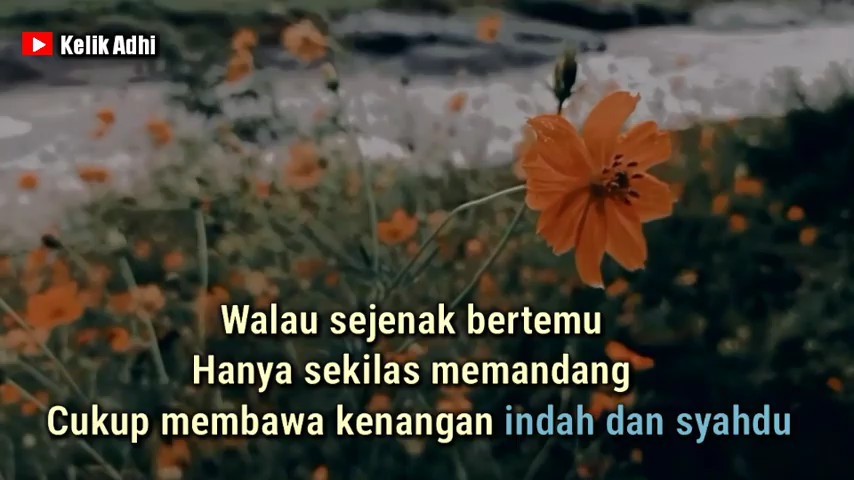 Kelik Adhi
Walau sejenak bertemu
Hanya sekilas memandang
Cukup membawa kenangan indah dan syahdu